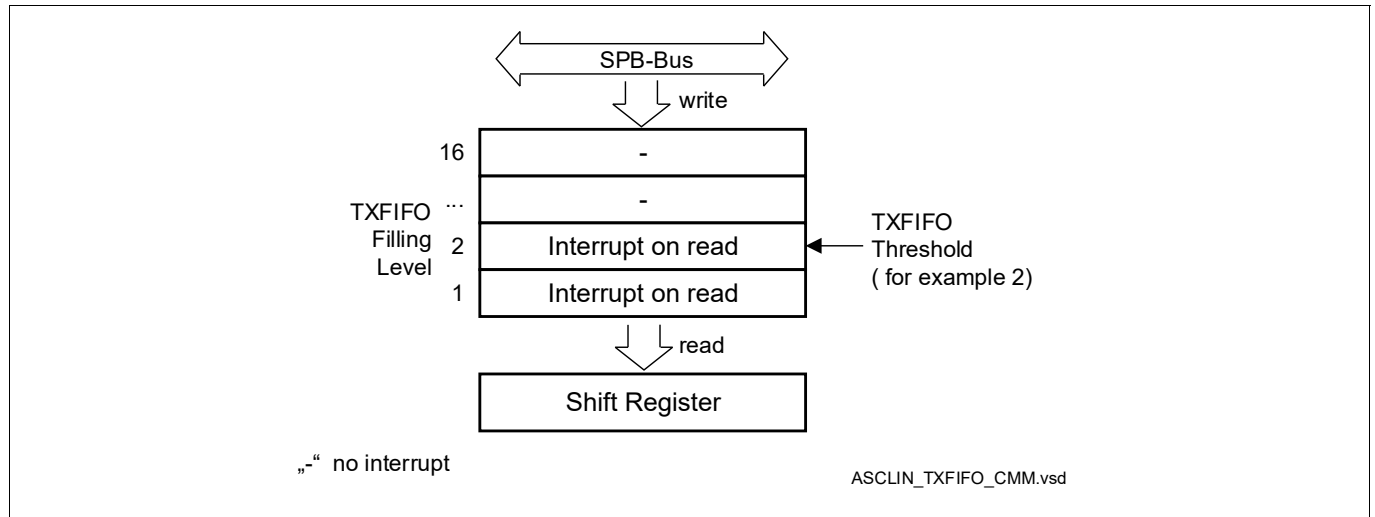 SPB-Bus
write
16
-
...
-
TXFIFO
Filling
Level
2
Interrupt on read
TXFIFO
Threshold
( for example 2)
1
Interrupt on read
read
Shift Register
„-“ no interrupt
ASCLIN_TXFIFO_CMM.vsd